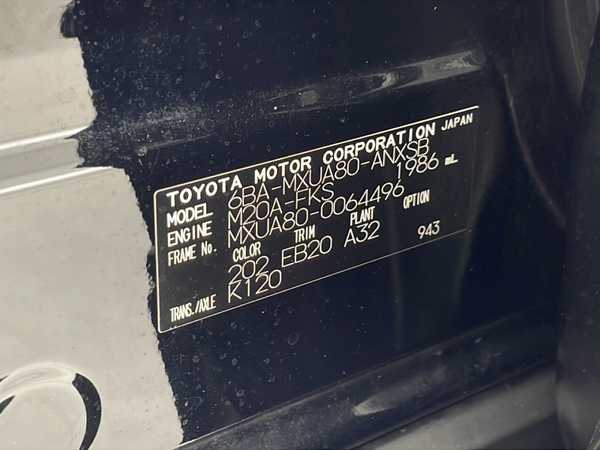 TOYOTA MOTOR CORPORATION JAPAN
MODEL 6BA-MXUA80-ANXSB
ENGINE M20A-FKS 1986 mL
FRAME No. MXUA80-0064496
COLOR TRIM PLANT OPTION
202 EB20 A32 943
TRANS./AXLE K120